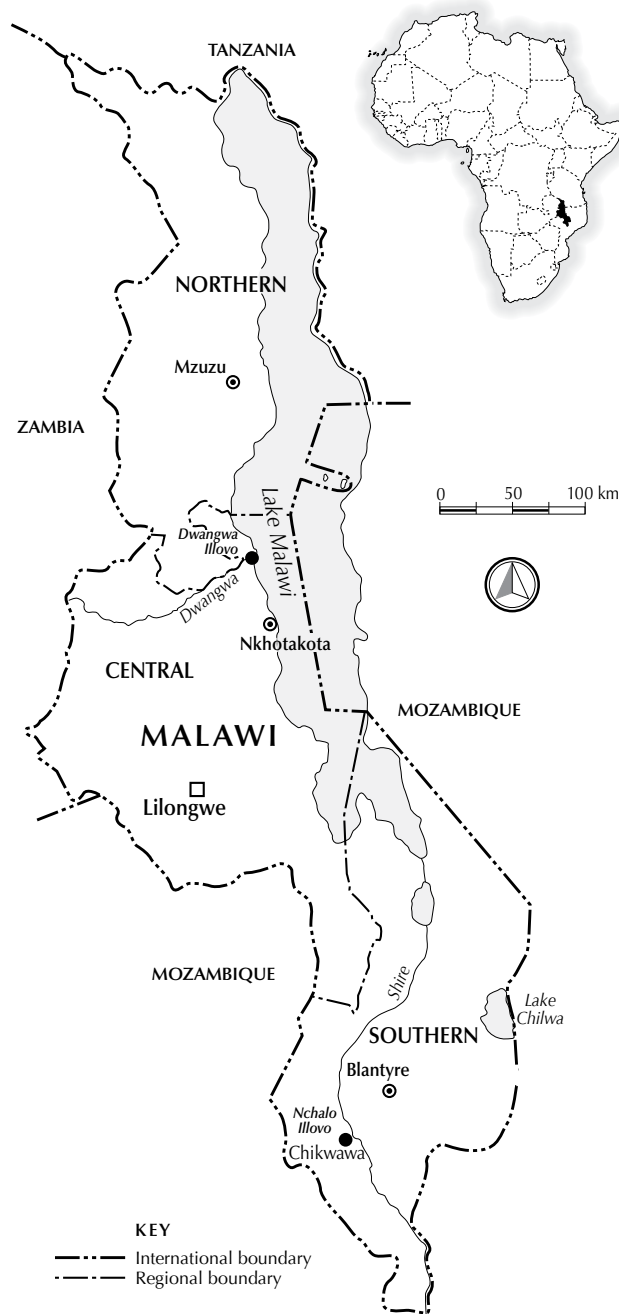 TANZANIA
NORTHERN
Mzuzu
ZAMBIA
0 50 100 km
Lake Malawi
Dwangwa
Illovo
Dwangwa
Nkhotakota
CENTRAL
MOZAMBIQUE
MALAWI
Lilongwe
MOZAMBIQUE
Shire
Lake
Chilwa
SOUTHERN
Blantyre
Nchalo
Illovo
Chikwawa
KEY
International boundary
Regional boundary